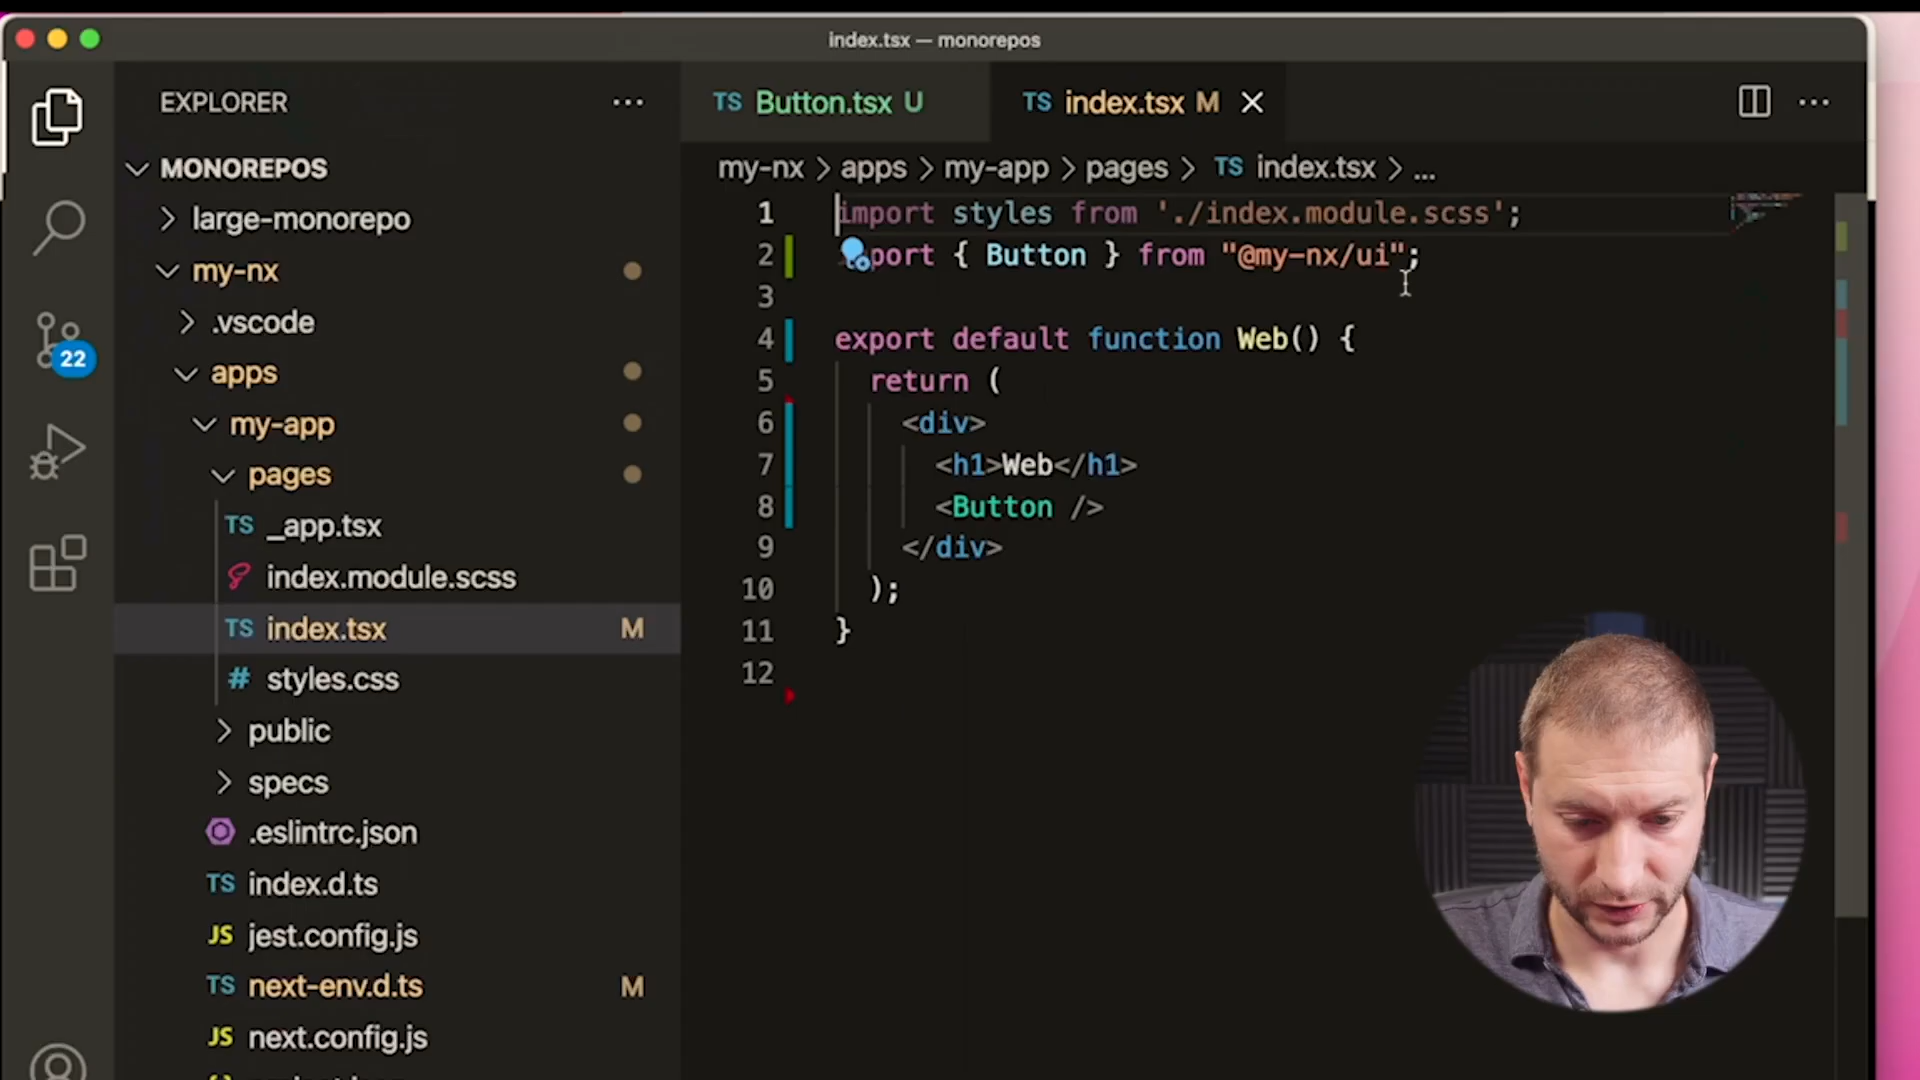 index.tsx — monorepos
EXPLORER
MONOREPOS
large-monorepo
my-nx
.vscode
apps
my-app
pages
TS _app.tsx
index.module.scss
TS index.tsx M
# styles.css
public
specs
.eslintrc.json
TS index.d.ts
JS jest.config.js
TS next-env.d.ts M
JS next.config.js
22
TS Button.tsx U
TS index.tsx M
my-nx > apps > my-app > pages > TS index.tsx > ...
1 import styles from './index.module.scss';
2 port { Button } from "@my-nx/ui";
3
4 export default function Web() {
5 return (
6 <div>
7 <h1>Web</h1>
8 <Button />
9 </div>
10 );
11 }
12